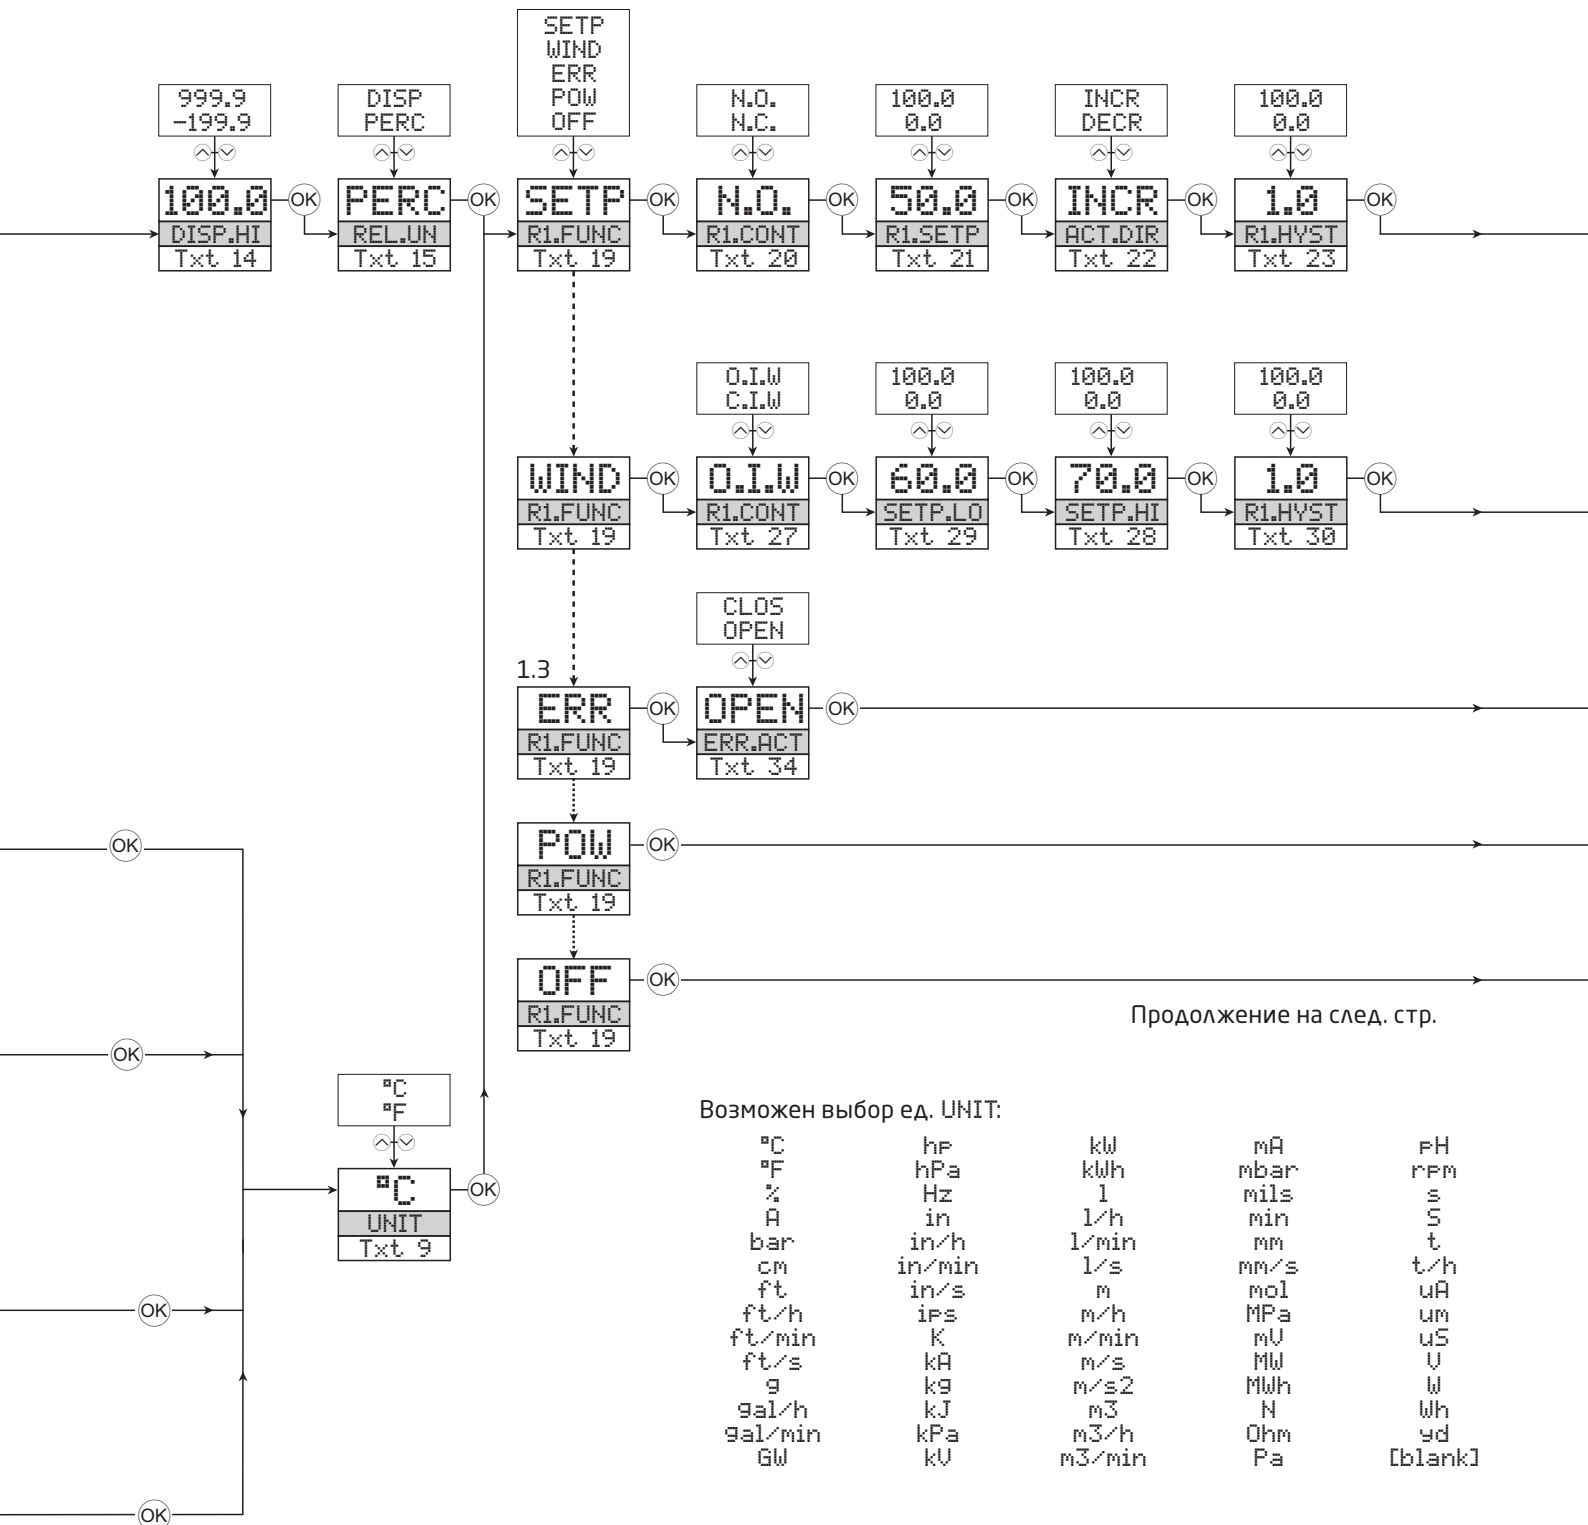 SETP
WIND
ERR
POW
OFF
999.9
-199.9
DISP
PERC
N.O.
N.C.
100.0
0.0
INCR
DECR
100.0
0.0
100.0
DISP.HI
Txt 14
OK
PERC
REL.UN
Txt 15
OK
SETP
R1.FUNC
Txt 19
OK
N.O.
R1.CONT
Txt 20
OK
50.0
R1.SETP
Txt 21
OK
INCR
ACT.DIR
Txt 22
OK
1.0
R1.HYST
Txt 23
OK
O.I.W
C.I.W
100.0
0.0
100.0
0.0
100.0
0.0
WIND
R1.FUNC
Txt 19
OK
O.I.W
R1.CONT
Txt 27
OK
60.0
SETP.LO
Txt 29
OK
70.0
SETP.HI
Txt 28
OK
1.0
R1.HYST
Txt 30
OK
CLOS
OPEN
1.3
ERR
R1.FUNC
Txt 19
OK
OPEN
ERR.ACT
Txt 34
OK
POW
R1.FUNC
Txt 19
OK
OK
OFF
R1.FUNC
Txt 19
OK
Продолжение на след. стр.
OK
°C
°F
°C
UNIT
Txt 9
OK
OK
OK
Возможен выбор ед. UNIT:
°C hp kW mA pH
°F hPa kWh mbar rpm
% Hz l mils s
A in l/h min S
bar in/h l/min mm t
cm in/min l/s mm/s t/h
ft in/s m mol uA
ft/h ips m/h MPa um
ft/min K m/min mV uS
ft/s kA m/s MW V
g kg m/s2 MWh W
gal/h kJ m3 N Wh
gal/min kPa m3/h Ohm yd
GW kV m3/min Pa [blank]